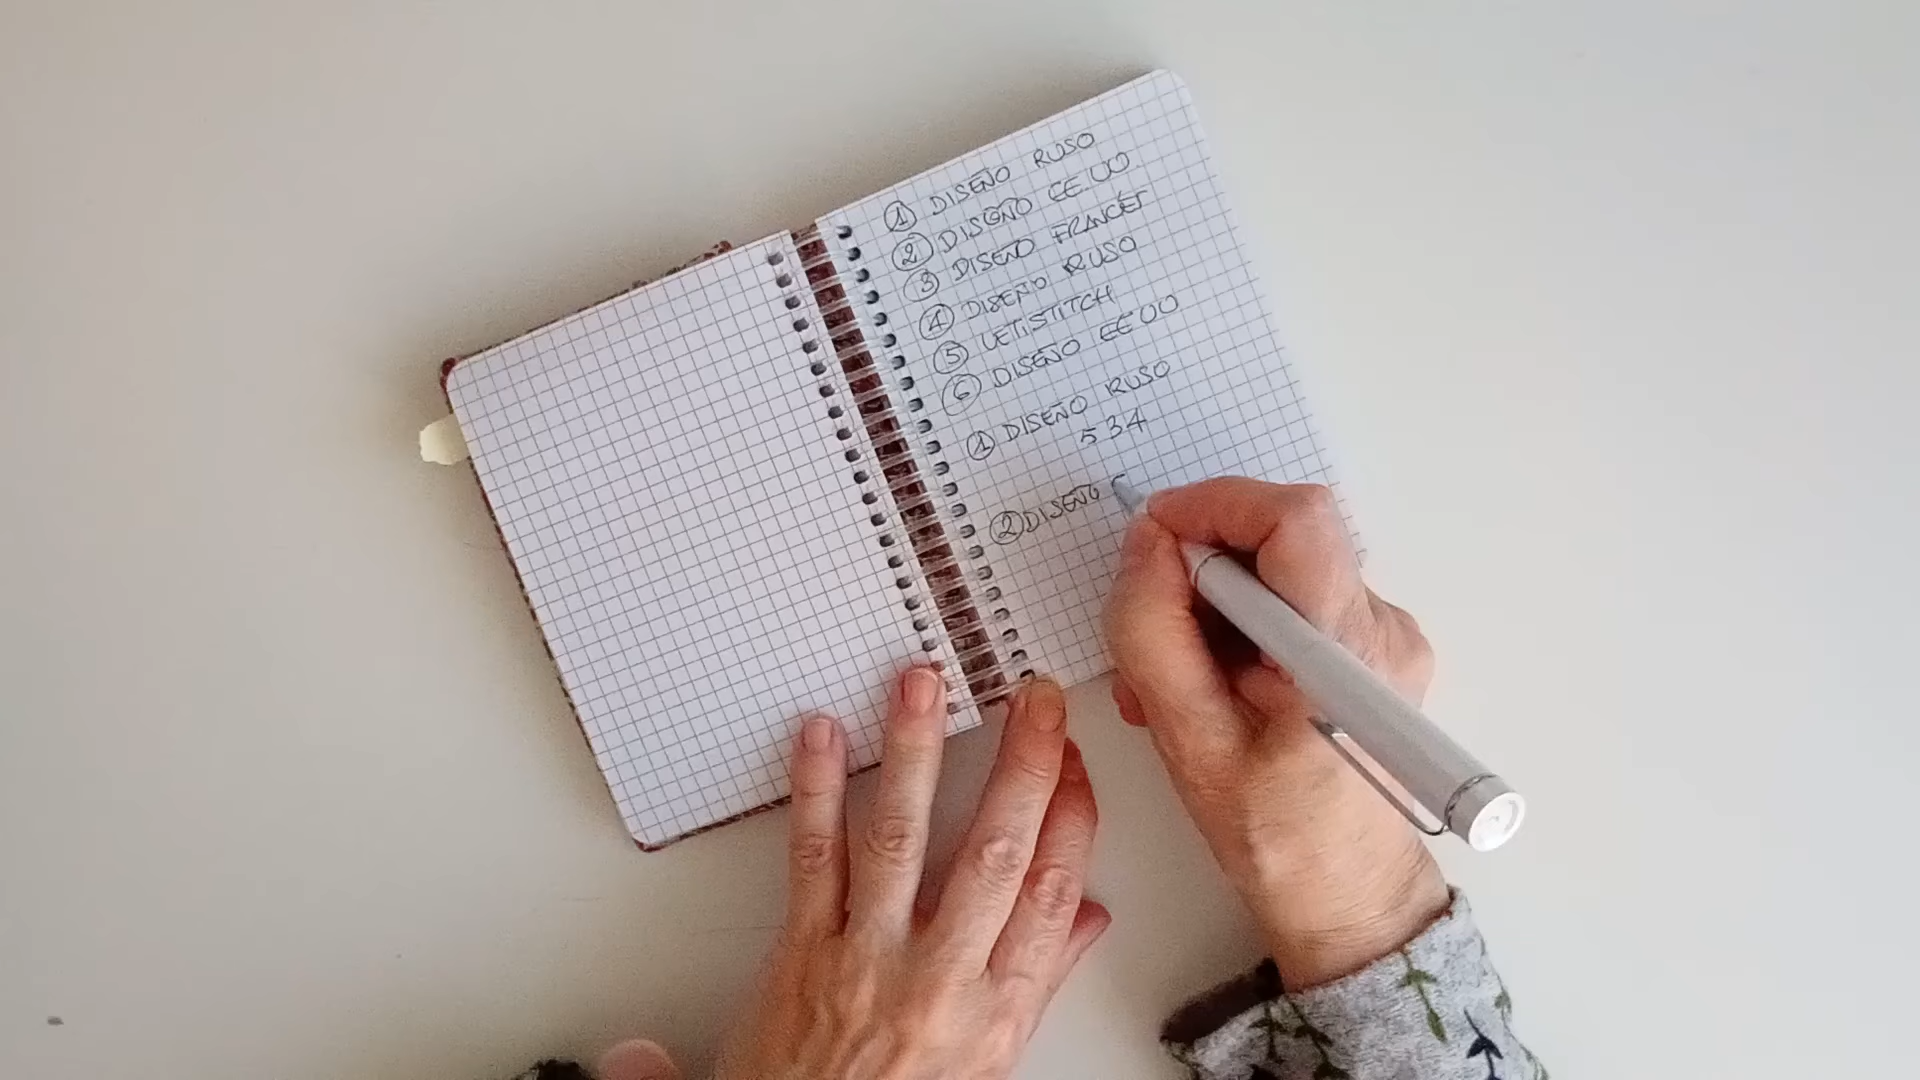 ① DISEÑO RUSO
② DISEÑO EE.UU.
③ DISEÑO FRANCÉS
④ DISEÑO RUSO
⑤ LETISTITCH
⑥ DISEÑO EE UU
① DISEÑO RUSO
534
② DISEÑO